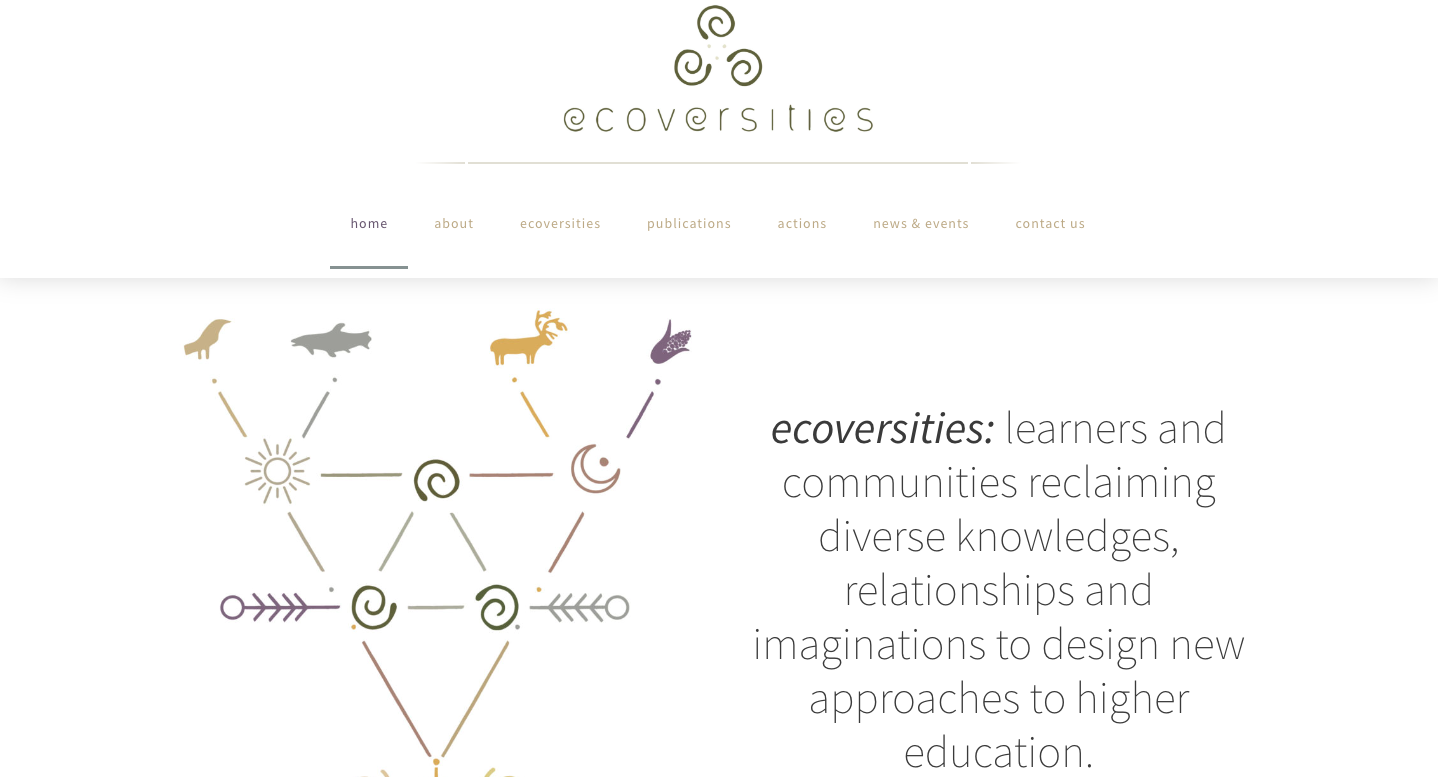 ecoversities
home about ecoversities publications actions news & events contact us
ecoversities: learners and
communities reclaiming
diverse knowledges,
relationships and
imaginations to design new
approaches to higher
education.